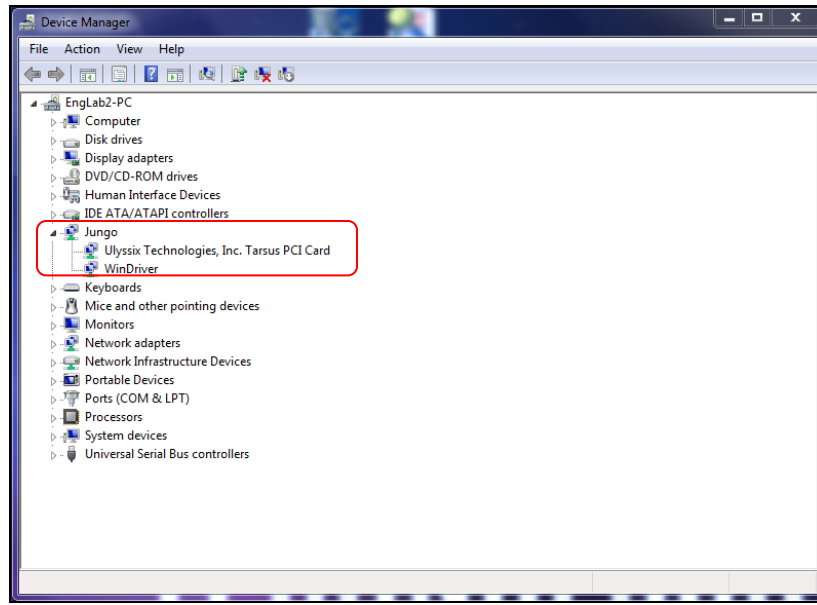 Device Manager
File Action View Help
EngLab2-PC
Computer
Disk drives
Display adapters
DVD/CD-ROM drives
Human Interface Devices
IDE ATA/ATAPI controllers
Jungo
Ulyssix Technologies, Inc. Tarsus PCI Card
WinDriver
Keyboards
Mice and other pointing devices
Monitors
Network adapters
Network Infrastructure Devices
Portable Devices
Ports (COM & LPT)
Processors
System devices
Universal Serial Bus controllers